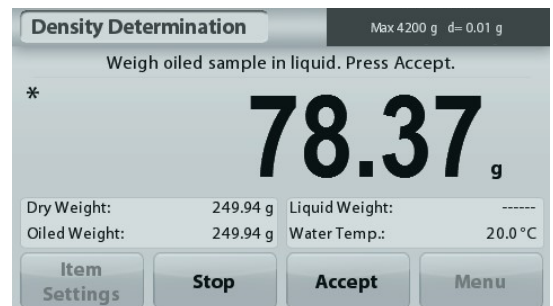 Density Determination
Max 4200 g d= 0.01 g
Weigh oiled sample in liquid. Press Accept.
*
78.37 g
Dry Weight: 249.94 g Liquid Weight: ------
Oiled Weight: 249.94 g Water Temp.: 20.0 °C
Item Settings
Stop
Accept
Menu